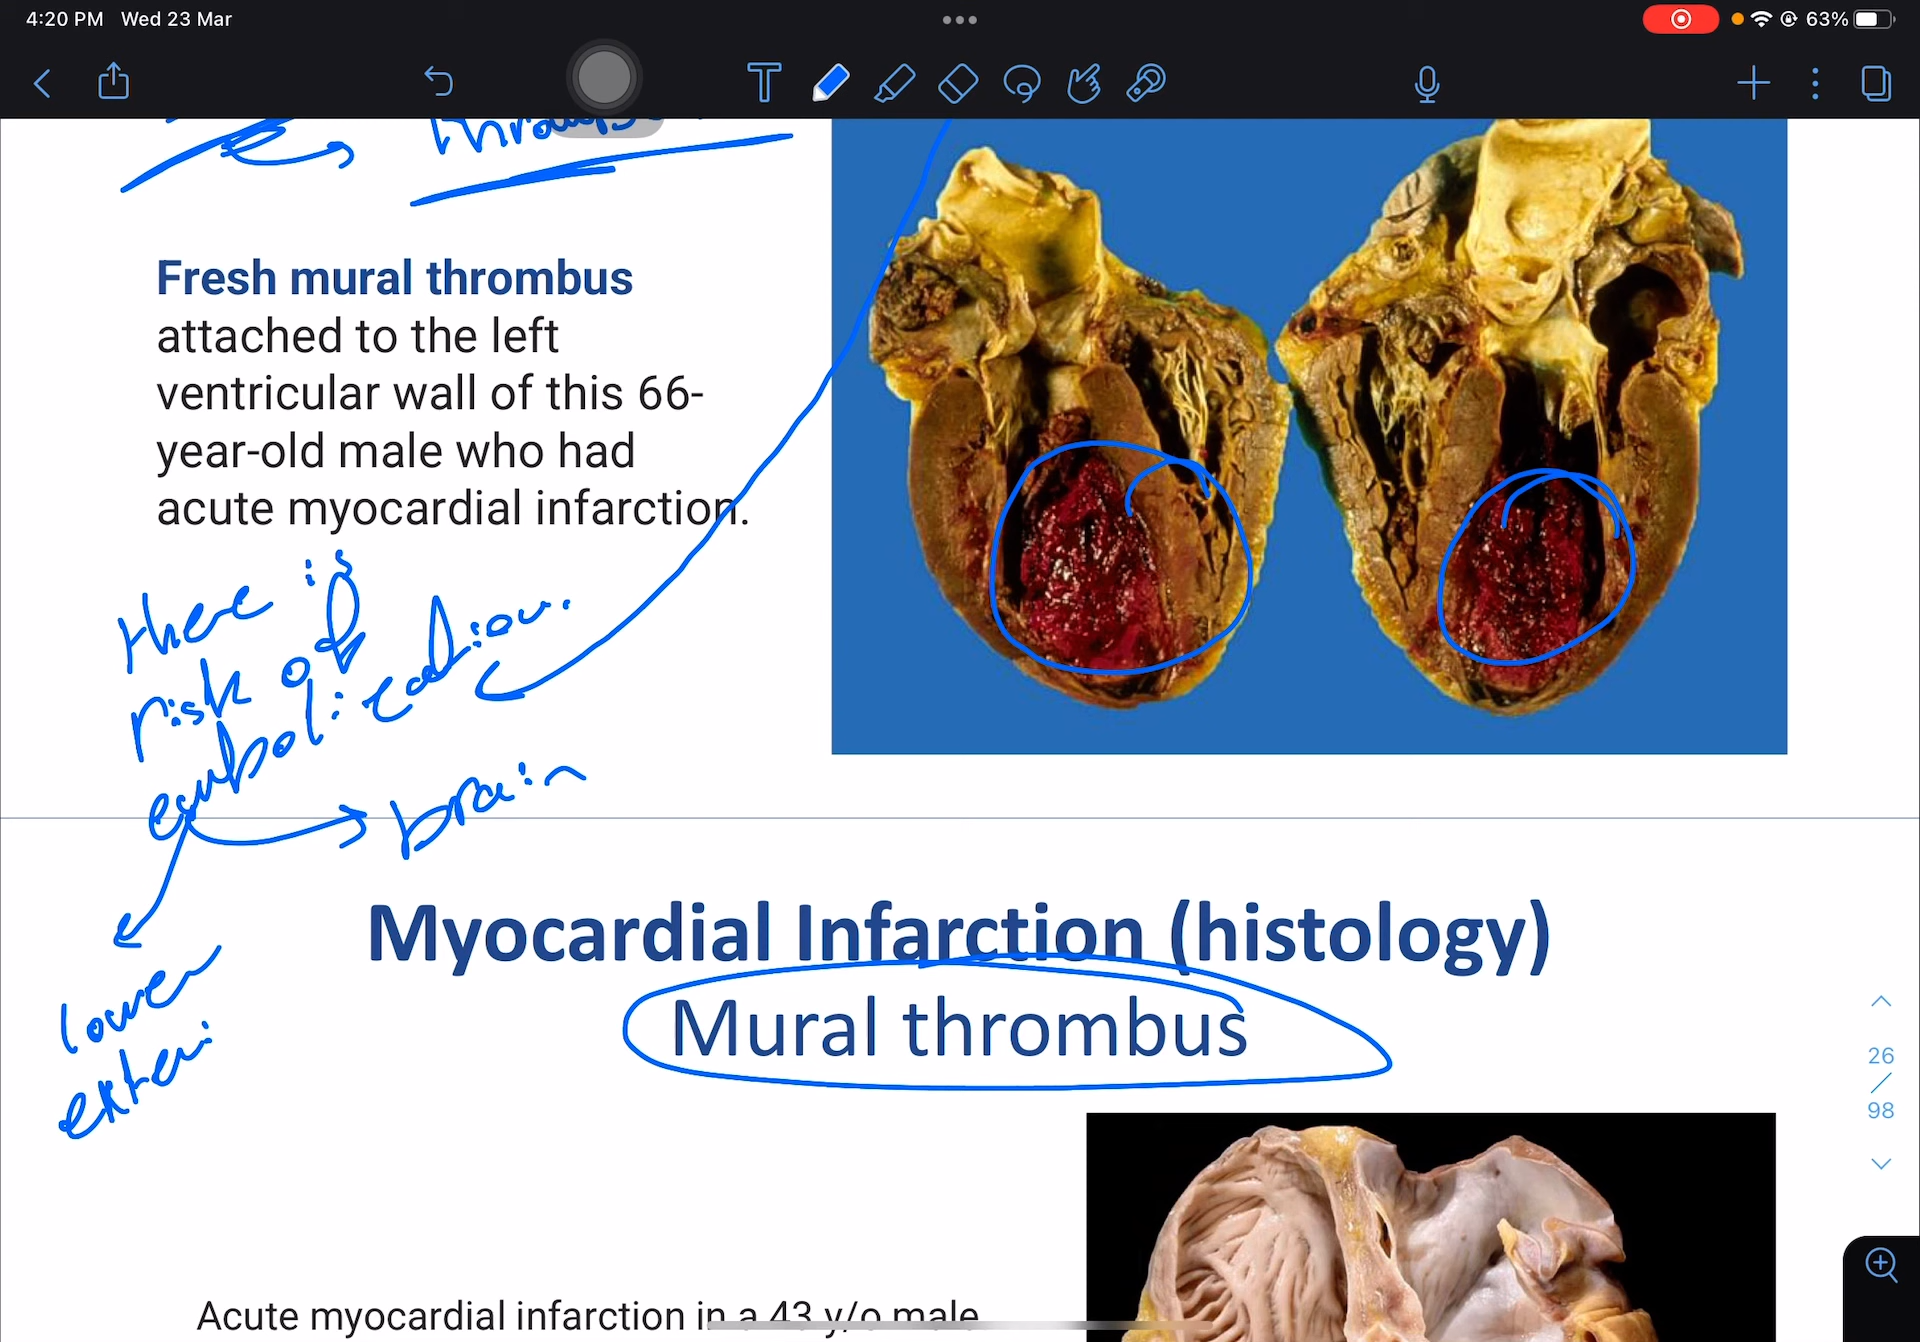 4:20 PM Wed 23 Mar
63%
Fresh mural thrombus
attached to the left
ventricular wall of this 66-
year-old male who had
acute myocardial infarction.
there is
risk of
embolization.
brain
lower
extemi
Myocardial Infarction (histology)
Mural thrombus
26
/
98
Acute myocardial infarction in a 43 y/o male